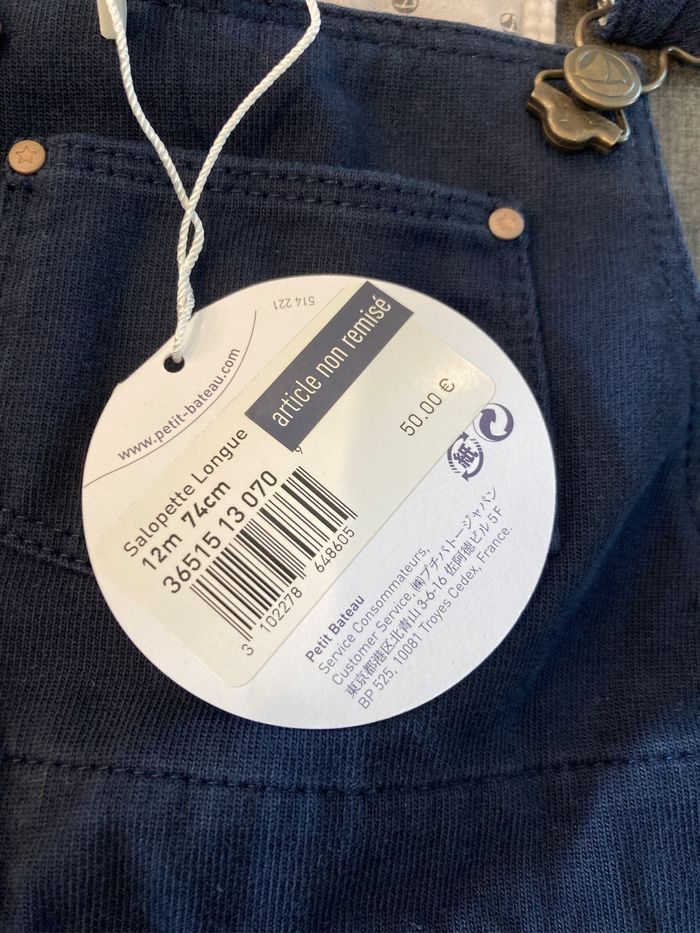 514 221
www.petit-bateau.com
article non remisé
50.00 €
Salopette Longue
12m 74cm
36515 13 070
9
3 102278 648605
紙
Petit Bateau
Service Consommateurs,
Customer Service, ㈱プチバトージャパン
東京都港区北青山 3-6-16 佐阿徳ビル 5F
BP 525, 10081 Troyes Cedex, France.